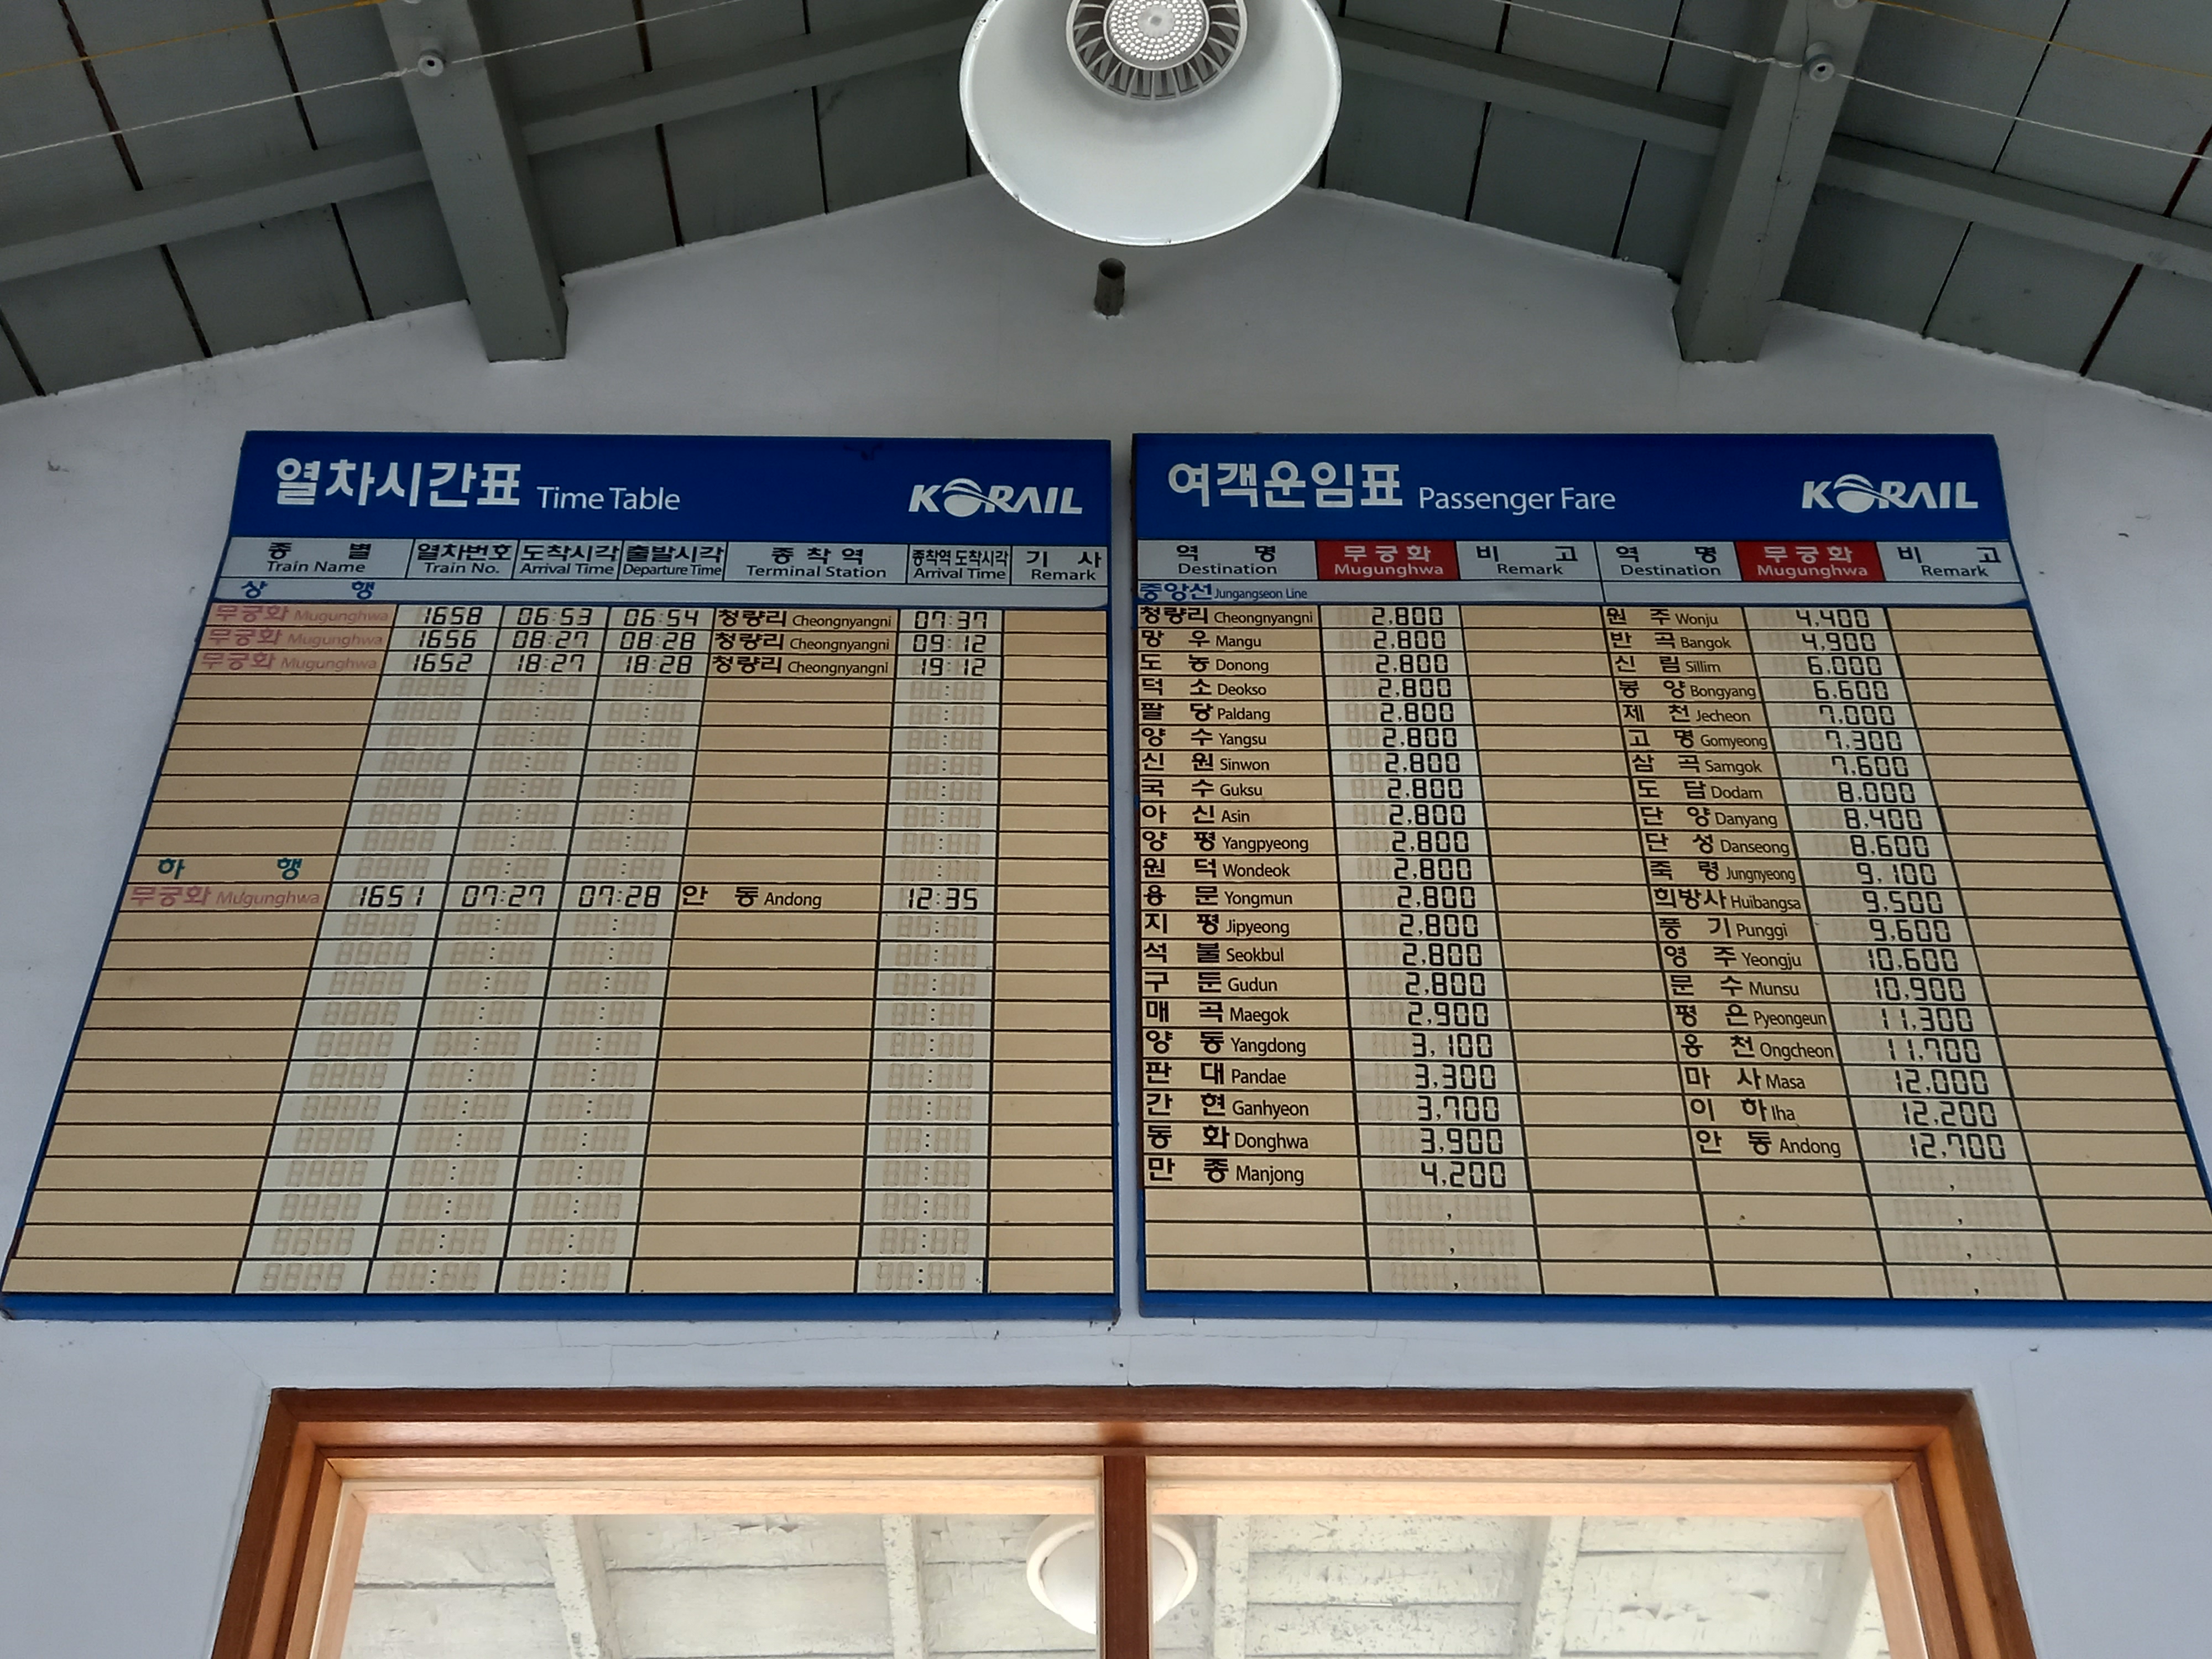 열차시간표 Time Table KORAIL
종 별 열차번호 도착시각 출발시각 종착역 종착역 도착시각 기 사
Train Name Train No. Arrival Time Departure Time Terminal Station Arrival Time Remark
상 행
무궁화 Mugunghwa 1658 06:53 06:54 청량리 Cheongnyangni 07:37
무궁화 Mugunghwa 1656 08:27 08:28 청량리 Cheongnyangni 09:12
무궁화 Mugunghwa 1652 18:27 18:28 청량리 Cheongnyangni 19:12
하 행
무궁화 Mugunghwa 1651 07:27 07:28 안 동 Andong 12:35
여객운임표 Passenger Fare KORAIL
역 명 무궁화 비 고 역 명 무궁화 비 고
Destination Mugunghwa Remark Destination Mugunghwa Remark
중앙선 Jungangseon Line
청량리 Cheongnyangni 2,800 원 주 Wonju 4,400
망 우 Mangu 2,800 반 곡 Bangok 4,900
도 농 Donong 2,800 신 림 Sillim 6,000
덕 소 Deokso 2,800 봉 양 Bongyang 6,600
팔 당 Paldang 2,800 제 천 Jecheon 7,000
양 수 Yangsu 2,800 고 명 Gomyeong 7,300
신 원 Sinwon 2,800 삼 곡 Samgok 7,600
국 수 Guksu 2,800 도 담 Dodam 8,000
아 신 Asin 2,800 단 양 Danyang 8,400
양 평 Yangpyeong 2,800 단 성 Danseong 8,600
원 덕 Wondeok 2,800 죽 령 Jungnyeong 9,100
용 문 Yongmun 2,800 희방사 Huibangsa 9,500
지 평 Jipyeong 2,800 풍 기 Punggi 9,600
석 불 Seokbul 2,800 영 주 Yeongju 10,600
구 둔 Gudun 2,800 문 수 Munsu 10,900
매 곡 Maegok 2,900 평 은 Pyeongeun 11,300
양 동 Yangdong 3,100 옹 천 Ongcheon 11,700
판 대 Pandae 3,300 마 사 Masa 12,000
간 현 Ganhyeon 3,700 이 하 Iha 12,200
동 화 Donghwa 3,900 안 동 Andong 12,700
만 종 Manjong 4,200